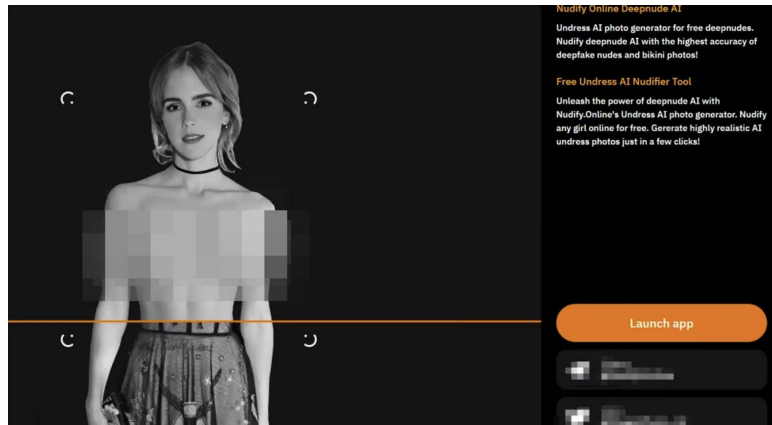 Nudify Online Deepnude AI
Undress AI photo generator for free deepnudes.
Nudify deepnude AI with the highest accuracy of
deepfake nudes and bikini photos!
Free Undress AI Nudifier Tool
Unleash the power of deepnude AI with
Nudify.Online's Undress AI photo generator. Nudify
any girl online for free. Gererate highly realistic AI
undress photos just in a few clicks!
Launch app